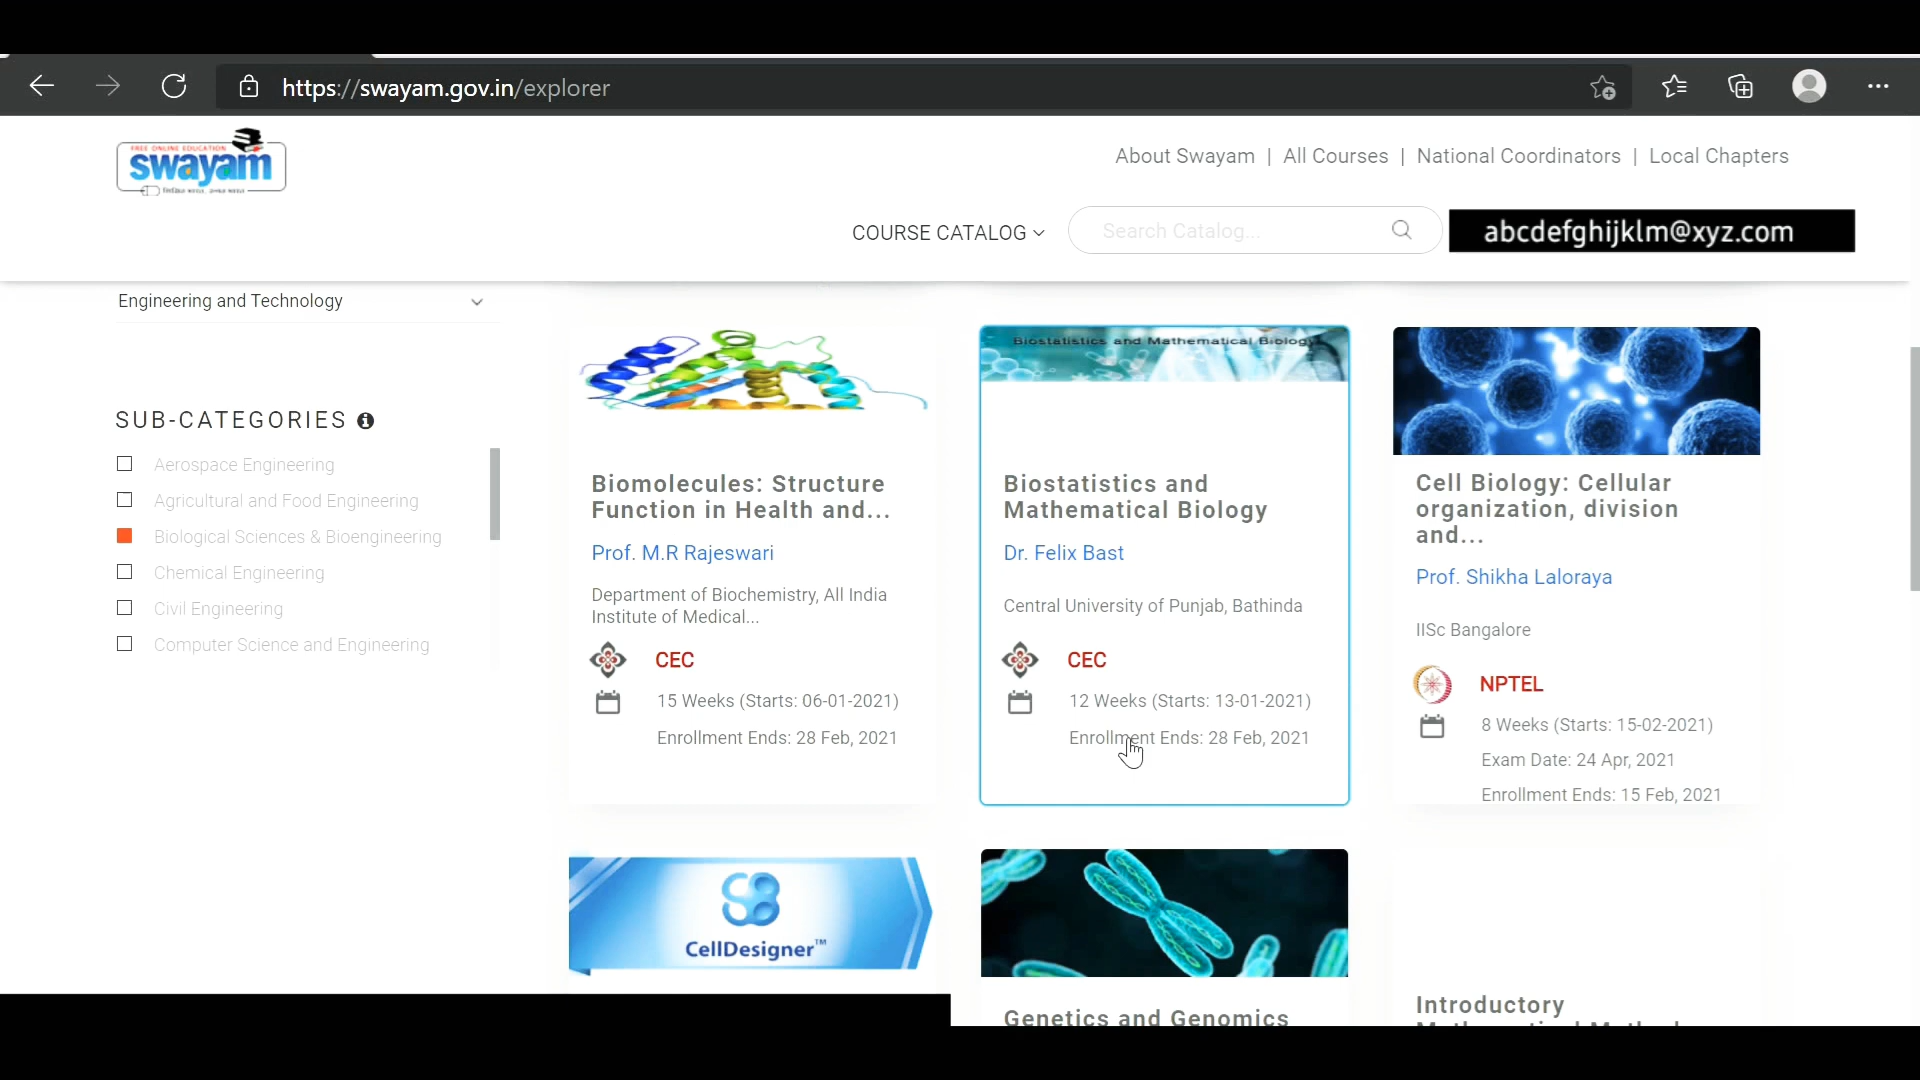 https://swayam.gov.in/explorer
FREE ONLINE EDUCATION
swayam
About Swayam | All Courses | National Coordinators | Local Chapters
COURSE CATALOG
Search Catalog...
abcdefghijklm@xyz.com
Engineering and Technology
SUB-CATEGORIES
Aerospace Engineering
Agricultural and Food Engineering
Biological Sciences & Bioengineering
Chemical Engineering
Civil Engineering
Computer Science and Engineering
Biomolecules: Structure
Function in Health and...
Prof. M.R Rajeswari
Department of Biochemistry, All India
Institute of Medical...
CEC
15 Weeks (Starts: 06-01-2021)
Enrollment Ends: 28 Feb, 2021
Biostatistics and Mathematical Biology
Biostatistics and
Mathematical Biology
Dr. Felix Bast
Central University of Punjab, Bathinda
CEC
12 Weeks (Starts: 13-01-2021)
Enrollment Ends: 28 Feb, 2021
Cell Biology: Cellular
organization, division
and...
Prof. Shikha Laloraya
IISc Bangalore
NPTEL
8 Weeks (Starts: 15-02-2021)
Exam Date: 24 Apr, 2021
Enrollment Ends: 15 Feb, 2021
CellDesigner™
Genetics and Genomics
Introductory